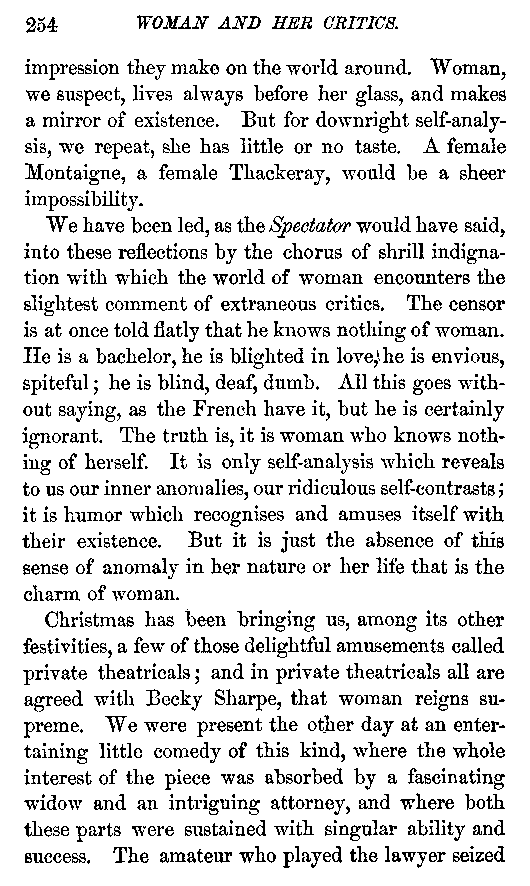 254 WOMAN AND HER CRITICS.
impression they make on the world around. Woman,
we suspect, lives always before her glass, and makes
a mirror of existence. But for downright self-analy-
sis, we repeat, she has little or no taste. A female
Montaigne, a female Thackeray, would be a sheer
impossibility.
We have been led, as the Spectator would have said,
into these reflections by the chorus of shrill indigna-
tion with which the world of woman encounters the
slightest comment of extraneous critics. The censor
is at once told flatly that he knows nothing of woman.
He is a bachelor, he is blighted in love, he is envious,
spiteful; he is blind, deaf, dumb. All this goes with-
out saying, as the French have it, but he is certainly
ignorant. The truth is, it is woman who knows noth-
ing of herself. It is only self-analysis which reveals
to us our inner anomalies, our ridiculous self-contrasts;
it is humor which recognises and amuses itself with
their existence. But it is just the absence of this
sense of anomaly in her nature or her life that is the
charm of woman.
Christmas has been bringing us, among its other
festivities, a few of those delightful amusements called
private theatricals; and in private theatricals all are
agreed with Becky Sharpe, that woman reigns su-
preme. We were present the other day at an enter-
taining little comedy of this kind, where the whole
interest of the piece was absorbed by a fascinating
widow and an intriguing attorney, and where both
these parts were sustained with singular ability and
success. The amateur who played the lawyer seized